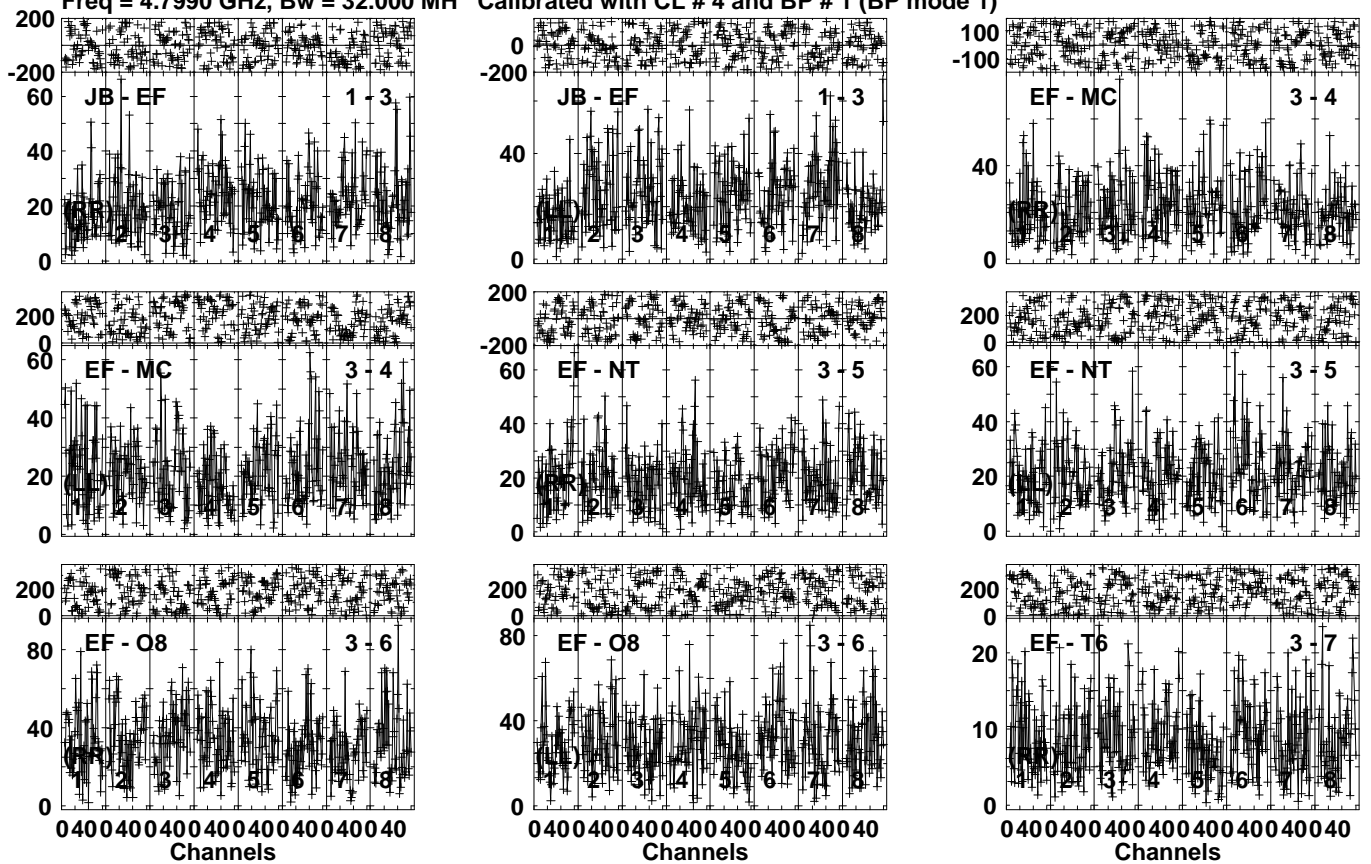 Freq = 4.7990 GHz, Bw = 32.000 MH Calibrated with CL # 4 and BP # 1 (BP mode 1)
200
-200
JB - EF 1 - 3
60
40
20
0
(RR)
1 2 3 4 5 6 7 8
200
0
-200
JB - EF 1 - 3
40
0
(LL)
1 2 3 4 5 6 7 8
100
-100
EF - MC 3 - 4
40
0
(RR)
1 2 3 4 5 6 7 8
200
0
EF - MC 3 - 4
60
40
20
0
(LL)
1 2 3 4 5 6 7 8
200
-200
EF - NT 3 - 5
60
40
20
0
(RR)
1 2 3 4 5 6 7 8
200
0
EF - NT 3 - 5
60
40
20
0
(LL)
1 2 3 4 5 6 7 8
200
0
EF - O8 3 - 6
80
40
0
(RR)
1 2 3 4 5 6 7 8
0 40 0 40 0 40 0 40 0 40 0 40 0 40 0 40
Channels
200
0
EF - O8 3 - 6
80
40
0
(LL)
1 2 3 4 5 6 7 8
0 40 0 40 0 40 0 40 0 40 0 40 0 40 0 40
Channels
200
0
EF - T6 3 - 7
20
10
0
(RR)
1 2 3 4 5 6 7 8
0 40 0 40 0 40 0 40 0 40 0 40 0 40 0 40
Channels